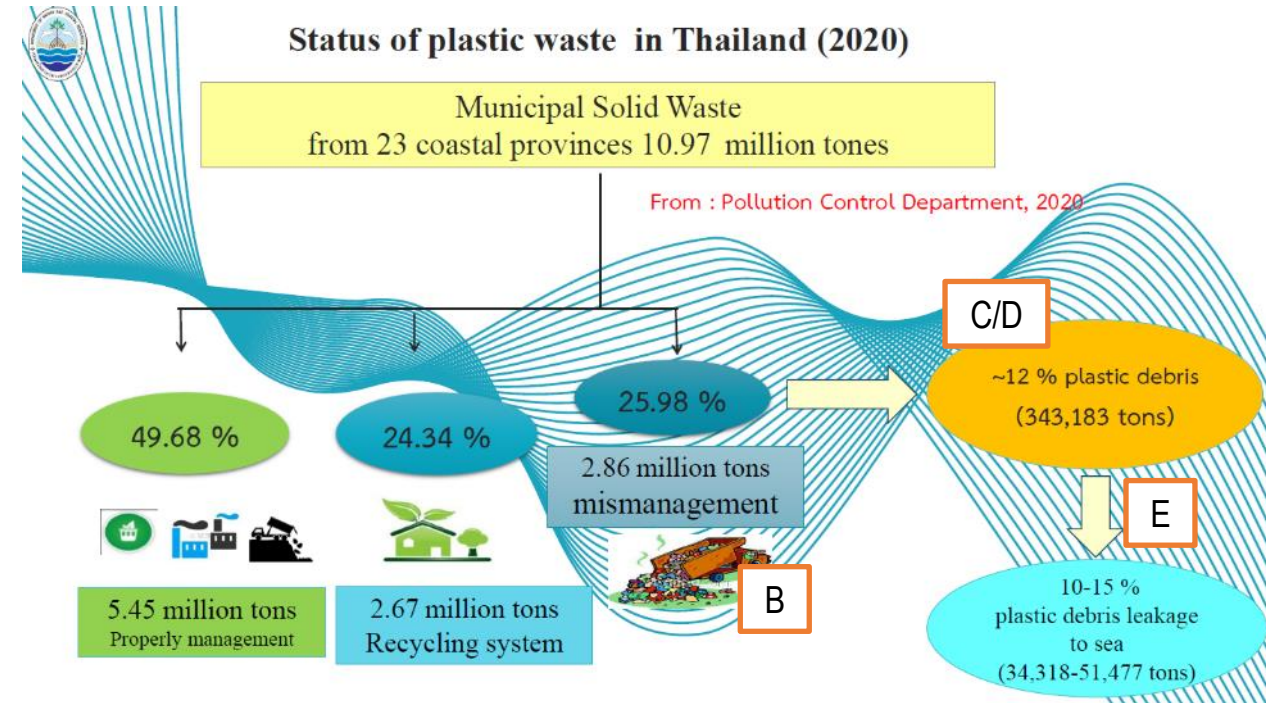 Status of plastic waste in Thailand (2020)
Municipal Solid Waste
from 23 coastal provinces 10.97 million tones
From : Pollution Control Department, 2020
C/D
~12 % plastic debris
(343,183 tons)
49.68 %
24.34 %
25.98 %
2.86 million tons
mismanagement
E
B
5.45 million tons
Properly management
2.67 million tons
Recycling system
10-15 %
plastic debris leakage
to sea
(34,318-51,477 tons)